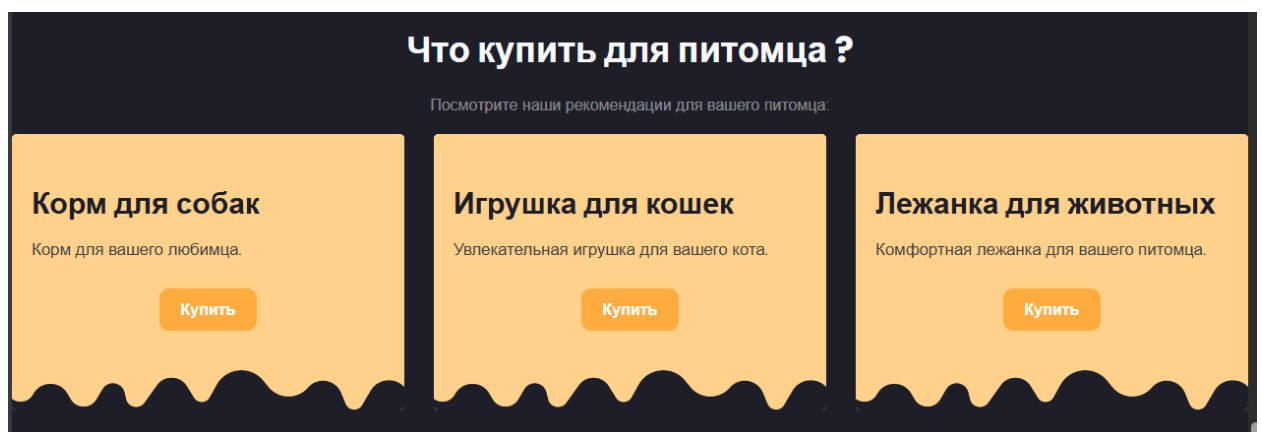 Что купить для питомца ?
Посмотрите наши рекомендации для вашего питомца:
Корм для собак
Корм для вашего любимца.
Купить
Игрушка для кошек
Увлекательная игрушка для вашего кота.
Купить
Лежанка для животных
Комфортная лежанка для вашего питомца.
Купить